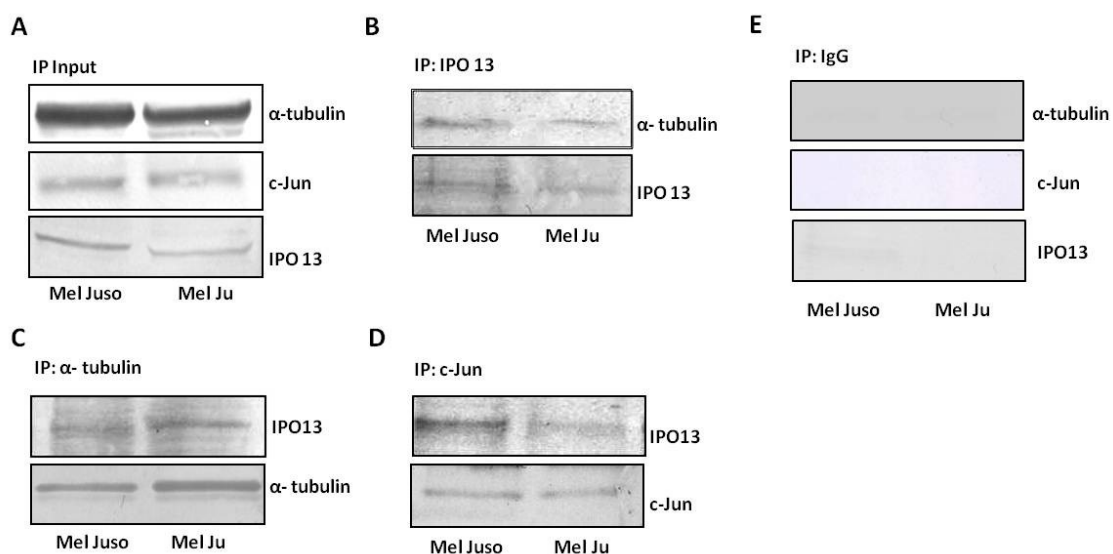 A
IP Input
α-tubulin
c-Jun
IPO 13
Mel Juso Mel Ju
B
IP: IPO 13
α- tubulin
IPO 13
Mel Juso Mel Ju
E
IP: IgG
α-tubulin
c-Jun
IPO13
Mel Juso Mel Ju
C
IP: α- tubulin
IPO13
α- tubulin
Mel Juso Mel Ju
D
IP: c-Jun
IPO13
c-Jun
Mel Juso Mel Ju